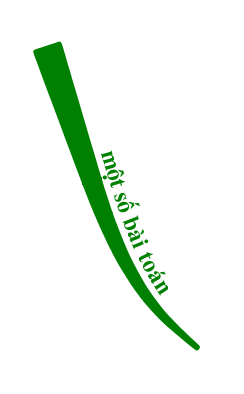 một số bài toán